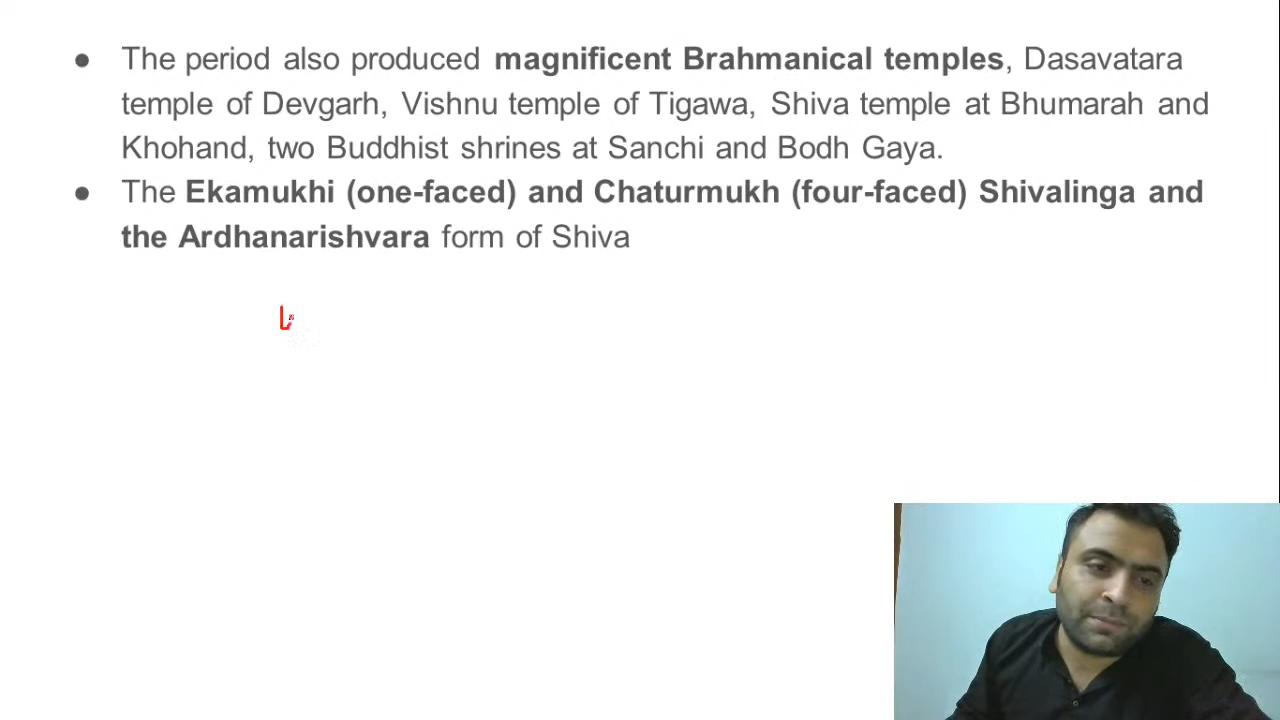 ● The period also produced magnificent Brahmanical temples, Dasavatara
temple of Devgarh, Vishnu temple of Tigawa, Shiva temple at Bhumarah and
Khohand, two Buddhist shrines at Sanchi and Bodh Gaya.
● The Ekamukhi (one-faced) and Chaturmukh (four-faced) Shivalinga and
the Ardhanarishvara form of Shiva